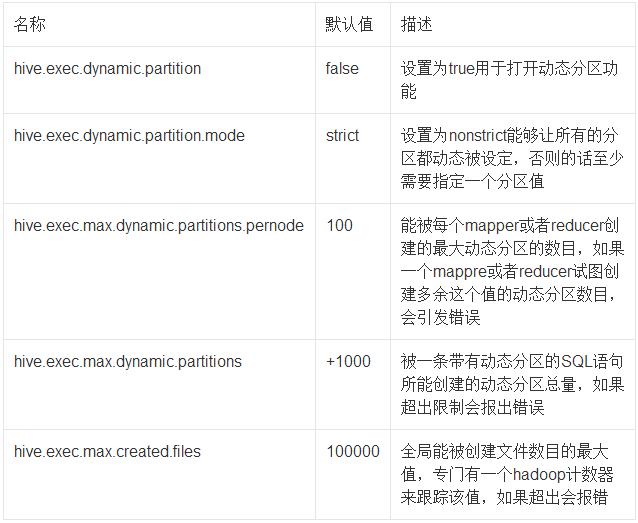 名称 默认值 描述
hive.exec.dynamic.partition false 设置为true用于打开动态分区功
能
hive.exec.dynamic.partition.mode strict 设置为nonstrict能够让所有的分
区都动态被设定，否则的话至少
需要指定一个分区值
hive.exec.max.dynamic.partitions.pernode 100 能被每个mapper或者reducer创
建的最大动态分区的数目，如果
一个mappre或者reducer试图创
建多余这个值的动态分区数目，
会引发错误
hive.exec.max.dynamic.partitions +1000 被一条带有动态分区的SQL语句
所能创建的动态分区总量，如果
超出限制会报出错误
hive.exec.max.created.files 100000 全局能被创建文件数目的最大
值，专门有一个hadoop计数器
来跟踪该值，如果超出会报错